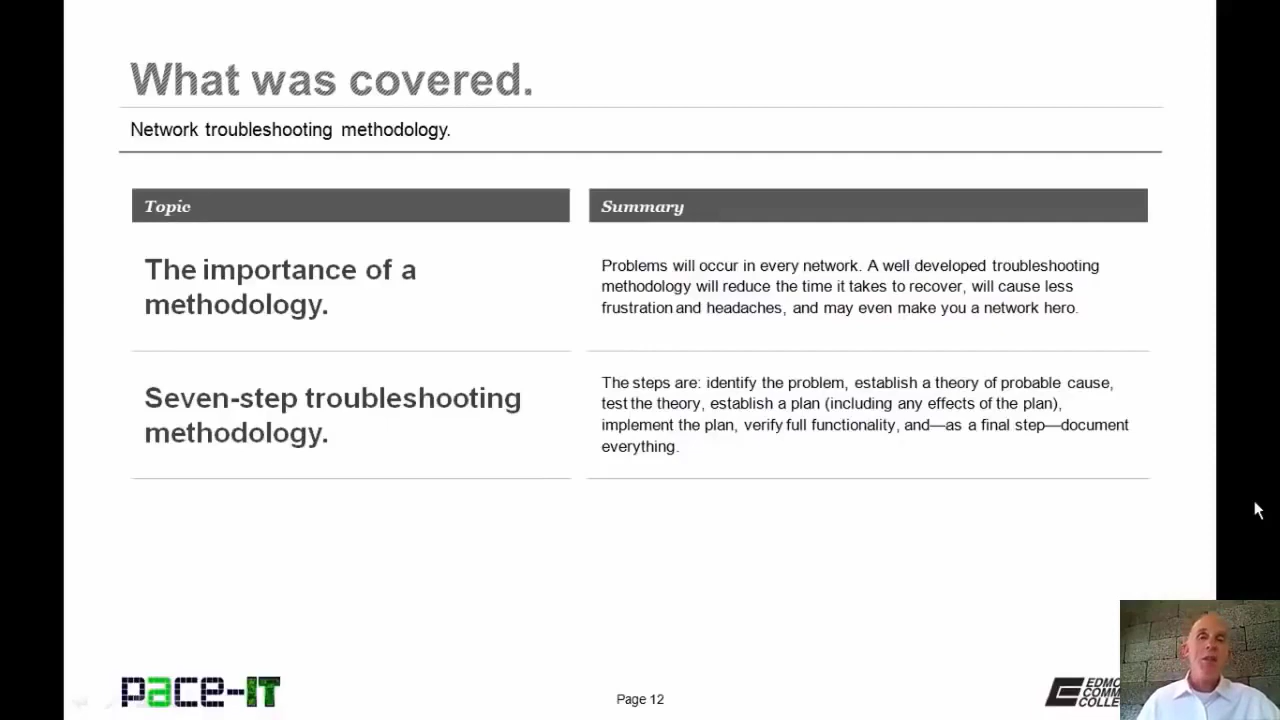 What was covered.
Network troubleshooting methodology.
Topic
Summary
The importance of a
methodology.
Problems will occur in every network. A well developed troubleshooting
methodology will reduce the time it takes to recover, will cause less
frustration and headaches, and may even make you a network hero.
Seven-step troubleshooting
methodology.
The steps are: identify the problem, establish a theory of probable cause,
test the theory, establish a plan (including any effects of the plan),
implement the plan, verify full functionality, and—as a final step—document
everything.
pace-IT
Page 12